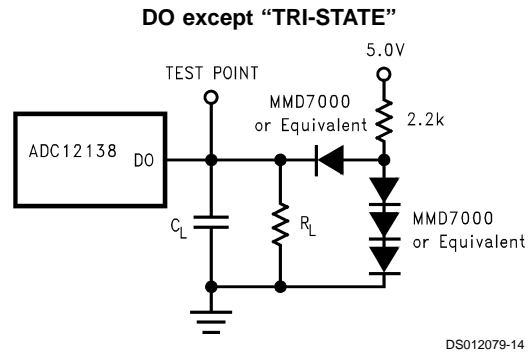 DO except “TRI-STATE”
5.0V
TEST POINT
MMD7000
or Equivalent
2.2k
ADC12138
DO
CL
RL
MMD7000
or Equivalent
DS012079-14